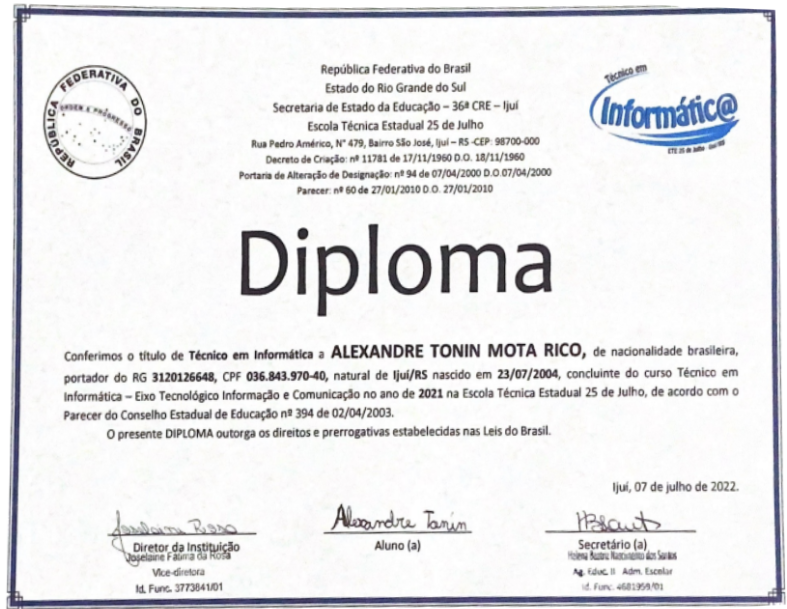 REPÚBLICA FEDERATIVA DO BRASIL
ORDEM E PROGRESSO
Técnico em
Informátic@
ETE 25 de Julho - Ijuí/RS
República Federativa do Brasil
Estado do Rio Grande do Sul
Secretaria de Estado da Educação – 36ª CRE – Ijuí
Escola Técnica Estadual 25 de Julho
Rua Pedro Américo, N° 479, Bairro São José, Ijuí – RS -CEP: 98700-000
Decreto de Criação: nº 11781 de 17/11/1960 D.O. 18/11/1960
Portaria de Alteração de Designação: nº 94 de 07/04/2000 D.O.07/04/2000
Parecer: nº 60 de 27/01/2010 D.O. 27/01/2010
Diploma
Conferimos o título de Técnico em Informática a ALEXANDRE TONIN MOTA RICO, de nacionalidade brasileira,
portador do RG 3120126648, CPF 036.843.970-40, natural de Ijuí/RS nascido em 23/07/2004, concluinte do curso Técnico em
Informática – Eixo Tecnológico Informação e Comunicação no ano de 2021 na Escola Técnica Estadual 25 de Julho, de acordo com o
Parecer do Conselho Estadual de Educação nº 394 de 02/04/2003.
O presente DIPLOMA outorga os direitos e prerrogativas estabelecidas nas Leis do Brasil.
Ijuí, 07 de julho de 2022.
Joselaine Rosa
Diretor da Instituição
Joselaine Fátima da Rosa
Vice-diretora
Id. Func. 3773841/01
Alexandre Tonin
Aluno (a)
Secretário (a)
Helena Beatriz Nascimento dos Santos
Ag. Educ. II Adm. Escolar
Id. Func. 4681959/01